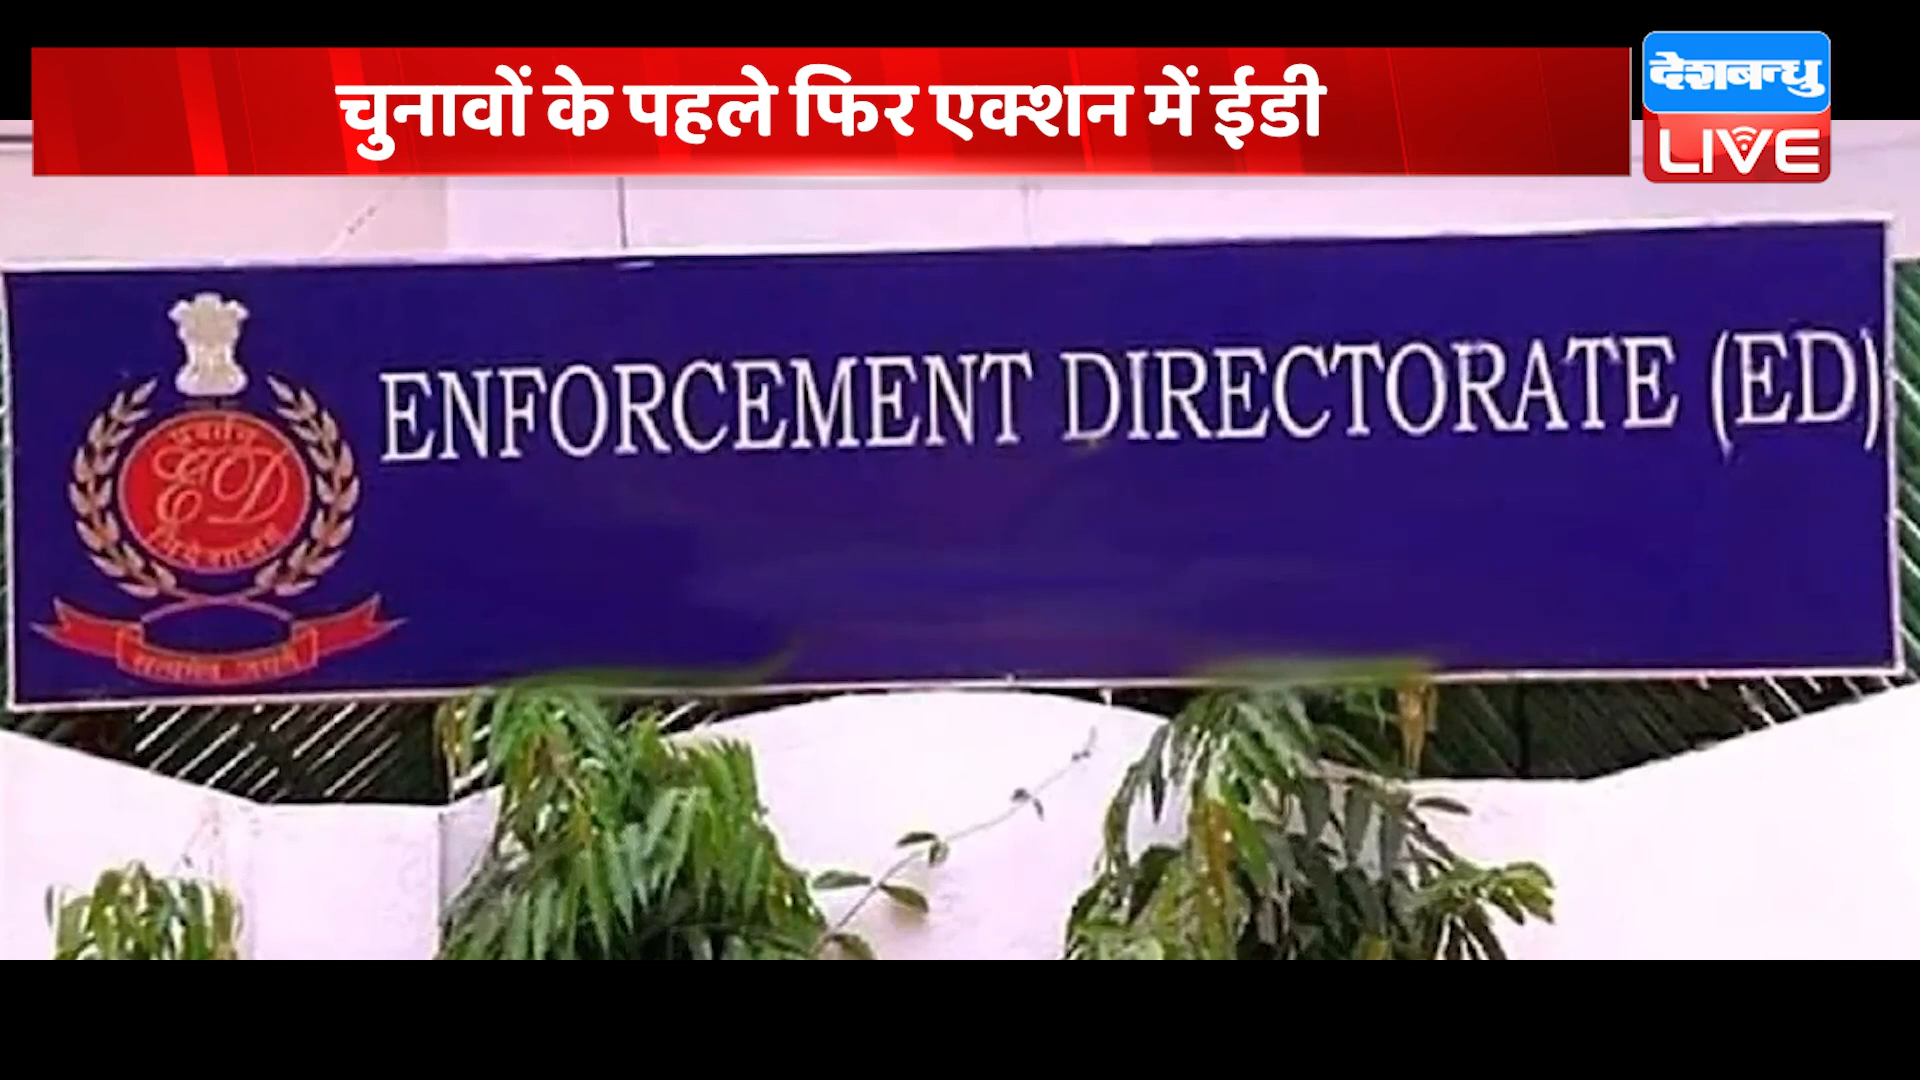 चुनावों के पहले फिर एक्शन में ईडी
देशबन्धु
LIVE
ENFORCEMENT DIRECTORATE (ED)
ED